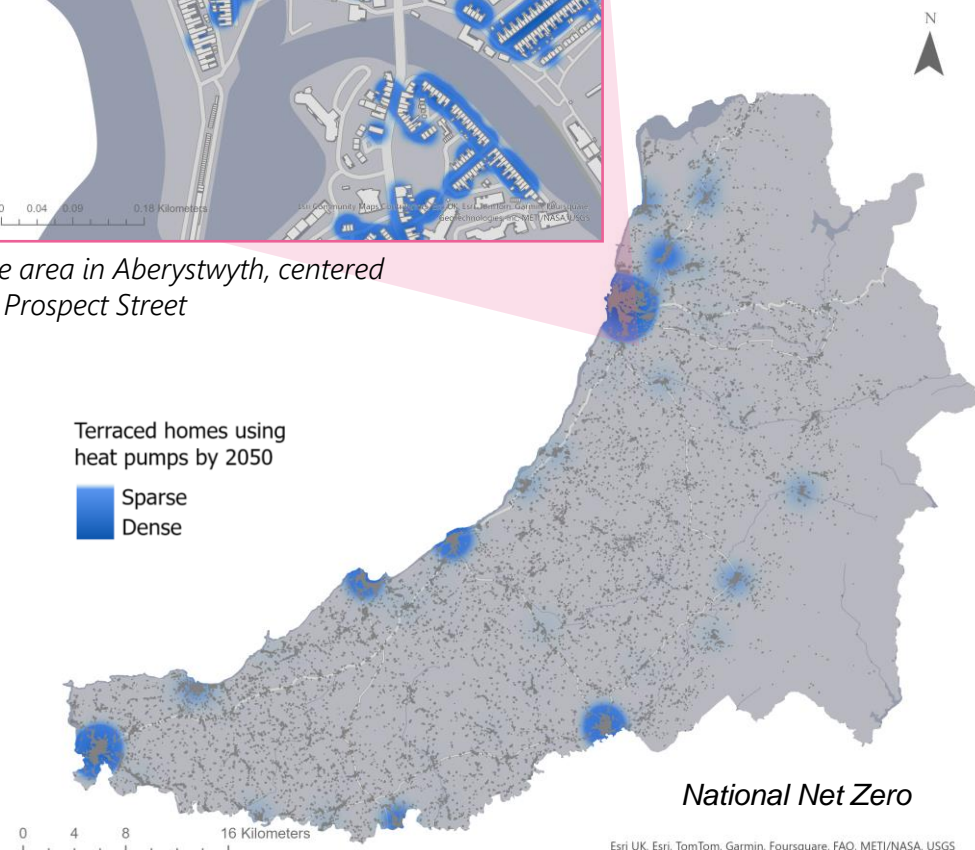 N
0 0.04 0.09 0.18 Kilometers
Esri Community Maps Contributors, Esri UK, Esri, TomTom, Garmin, Foursquare,
GeoTechnologies, Inc, METI/NASA, USGS
e area in Aberystwyth, centered
Prospect Street
Terraced homes using
heat pumps by 2050
Sparse
Dense
National Net Zero
0 4 8 16 Kilometers
Esri UK, Esri, TomTom, Garmin, Foursquare, FAO, METI/NASA, USGS